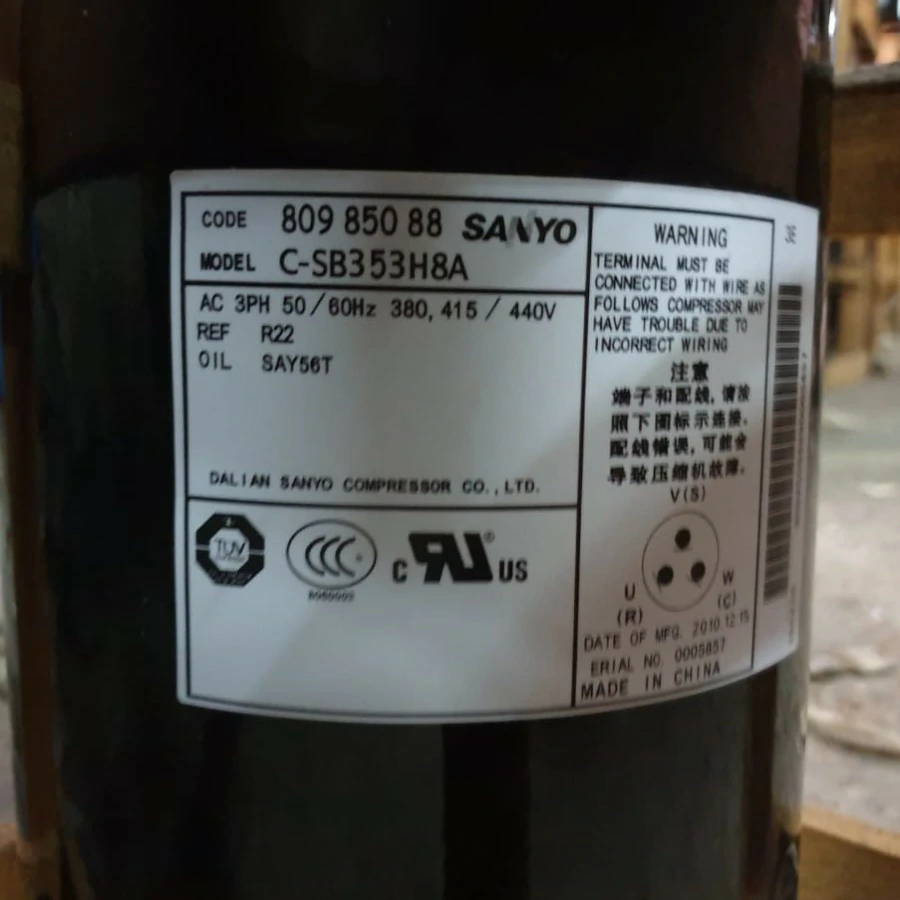 CODE 809 850 88 SANYO
MODEL C-SB353H8A
AC 3PH 50/60Hz 380, 415 / 440V
REF R22
OIL SAY56T
DALIAN SANYO COMPRESSOR CO., LTD.
TUV
CCC
C RU® US
WARNING
TERMINAL MUST BE
CONNECTED WITH WIRE AS
FOLLOWS COMPRESSOR MAY
HAVE TROUBLE DUE TO
INCORRECT WIRING
注意
端子和配线, 请按
照下图标示连接.
配线错误, 可能会
导致压缩机故障.
V(S)
U W
(R) (C)
DATE OF MFG. 2010.12.15
ERIAL NO. 0005857
MADE IN CHINA